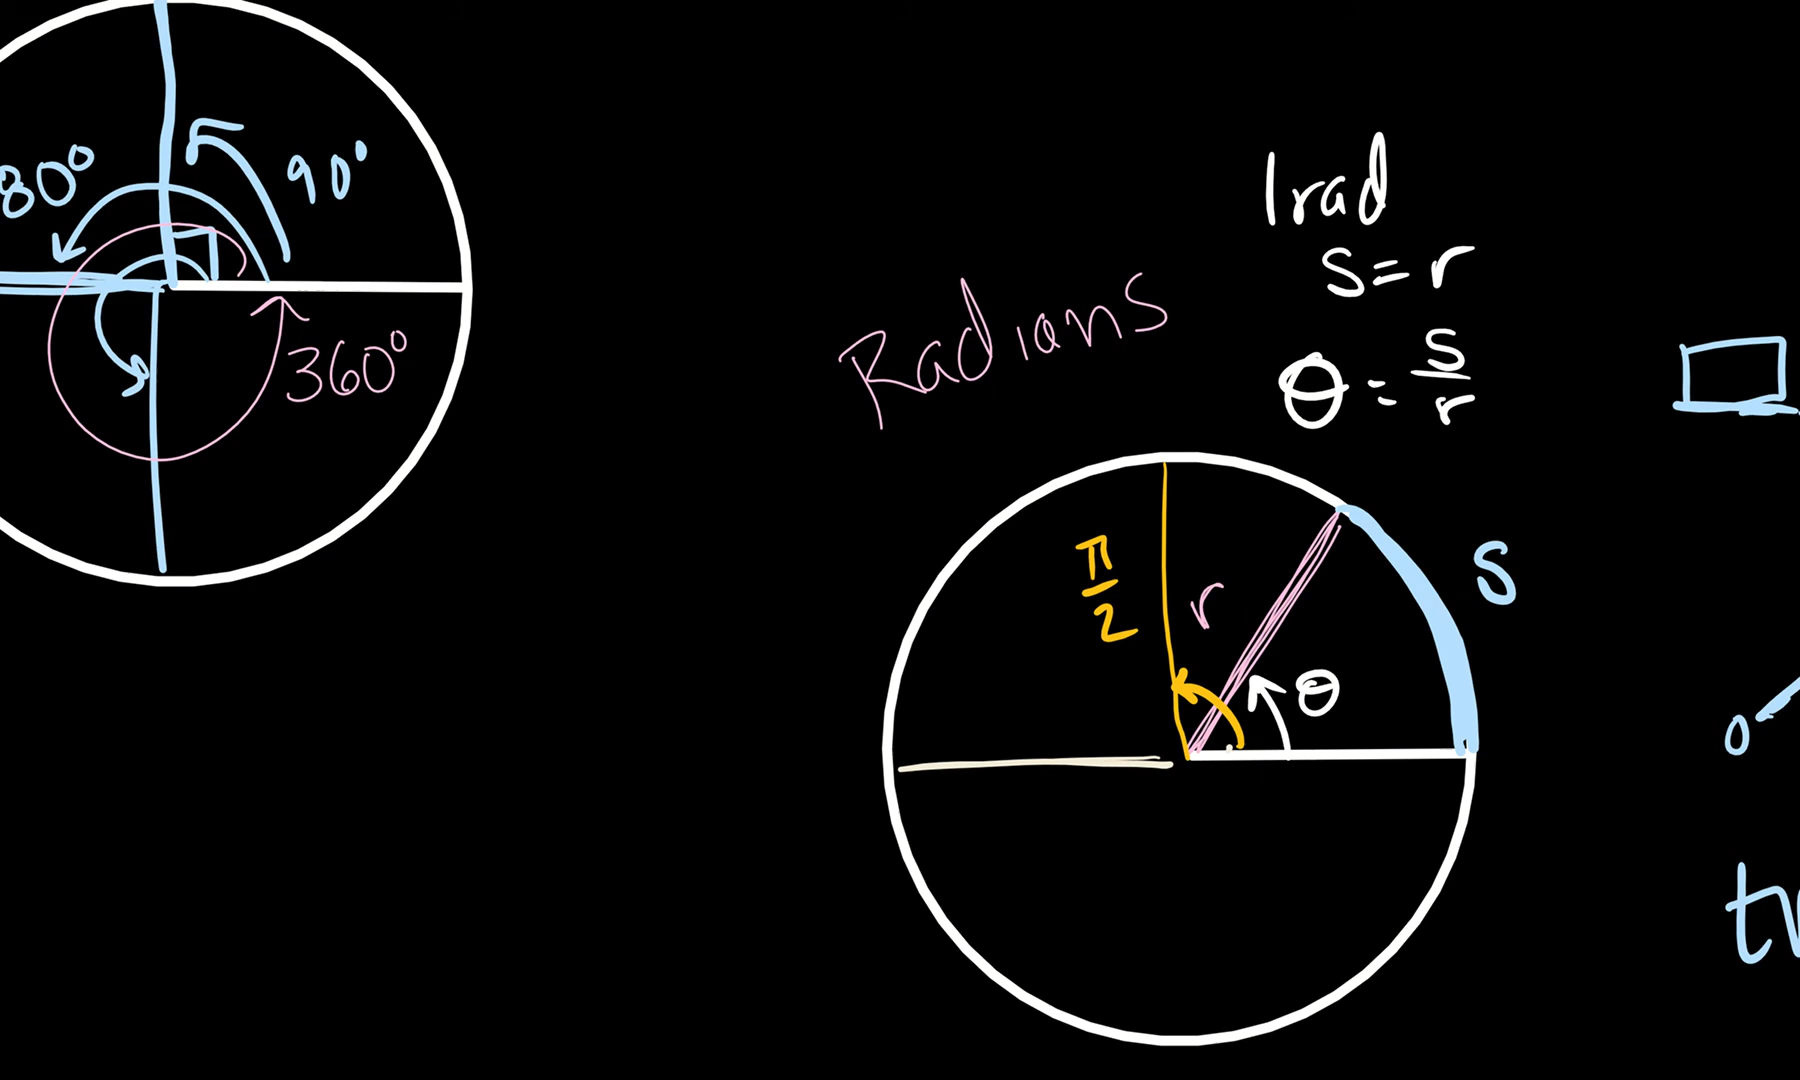 80°
90°
360°
Radians
1rad
s=r
θ = s/r
π/2
r
θ
s